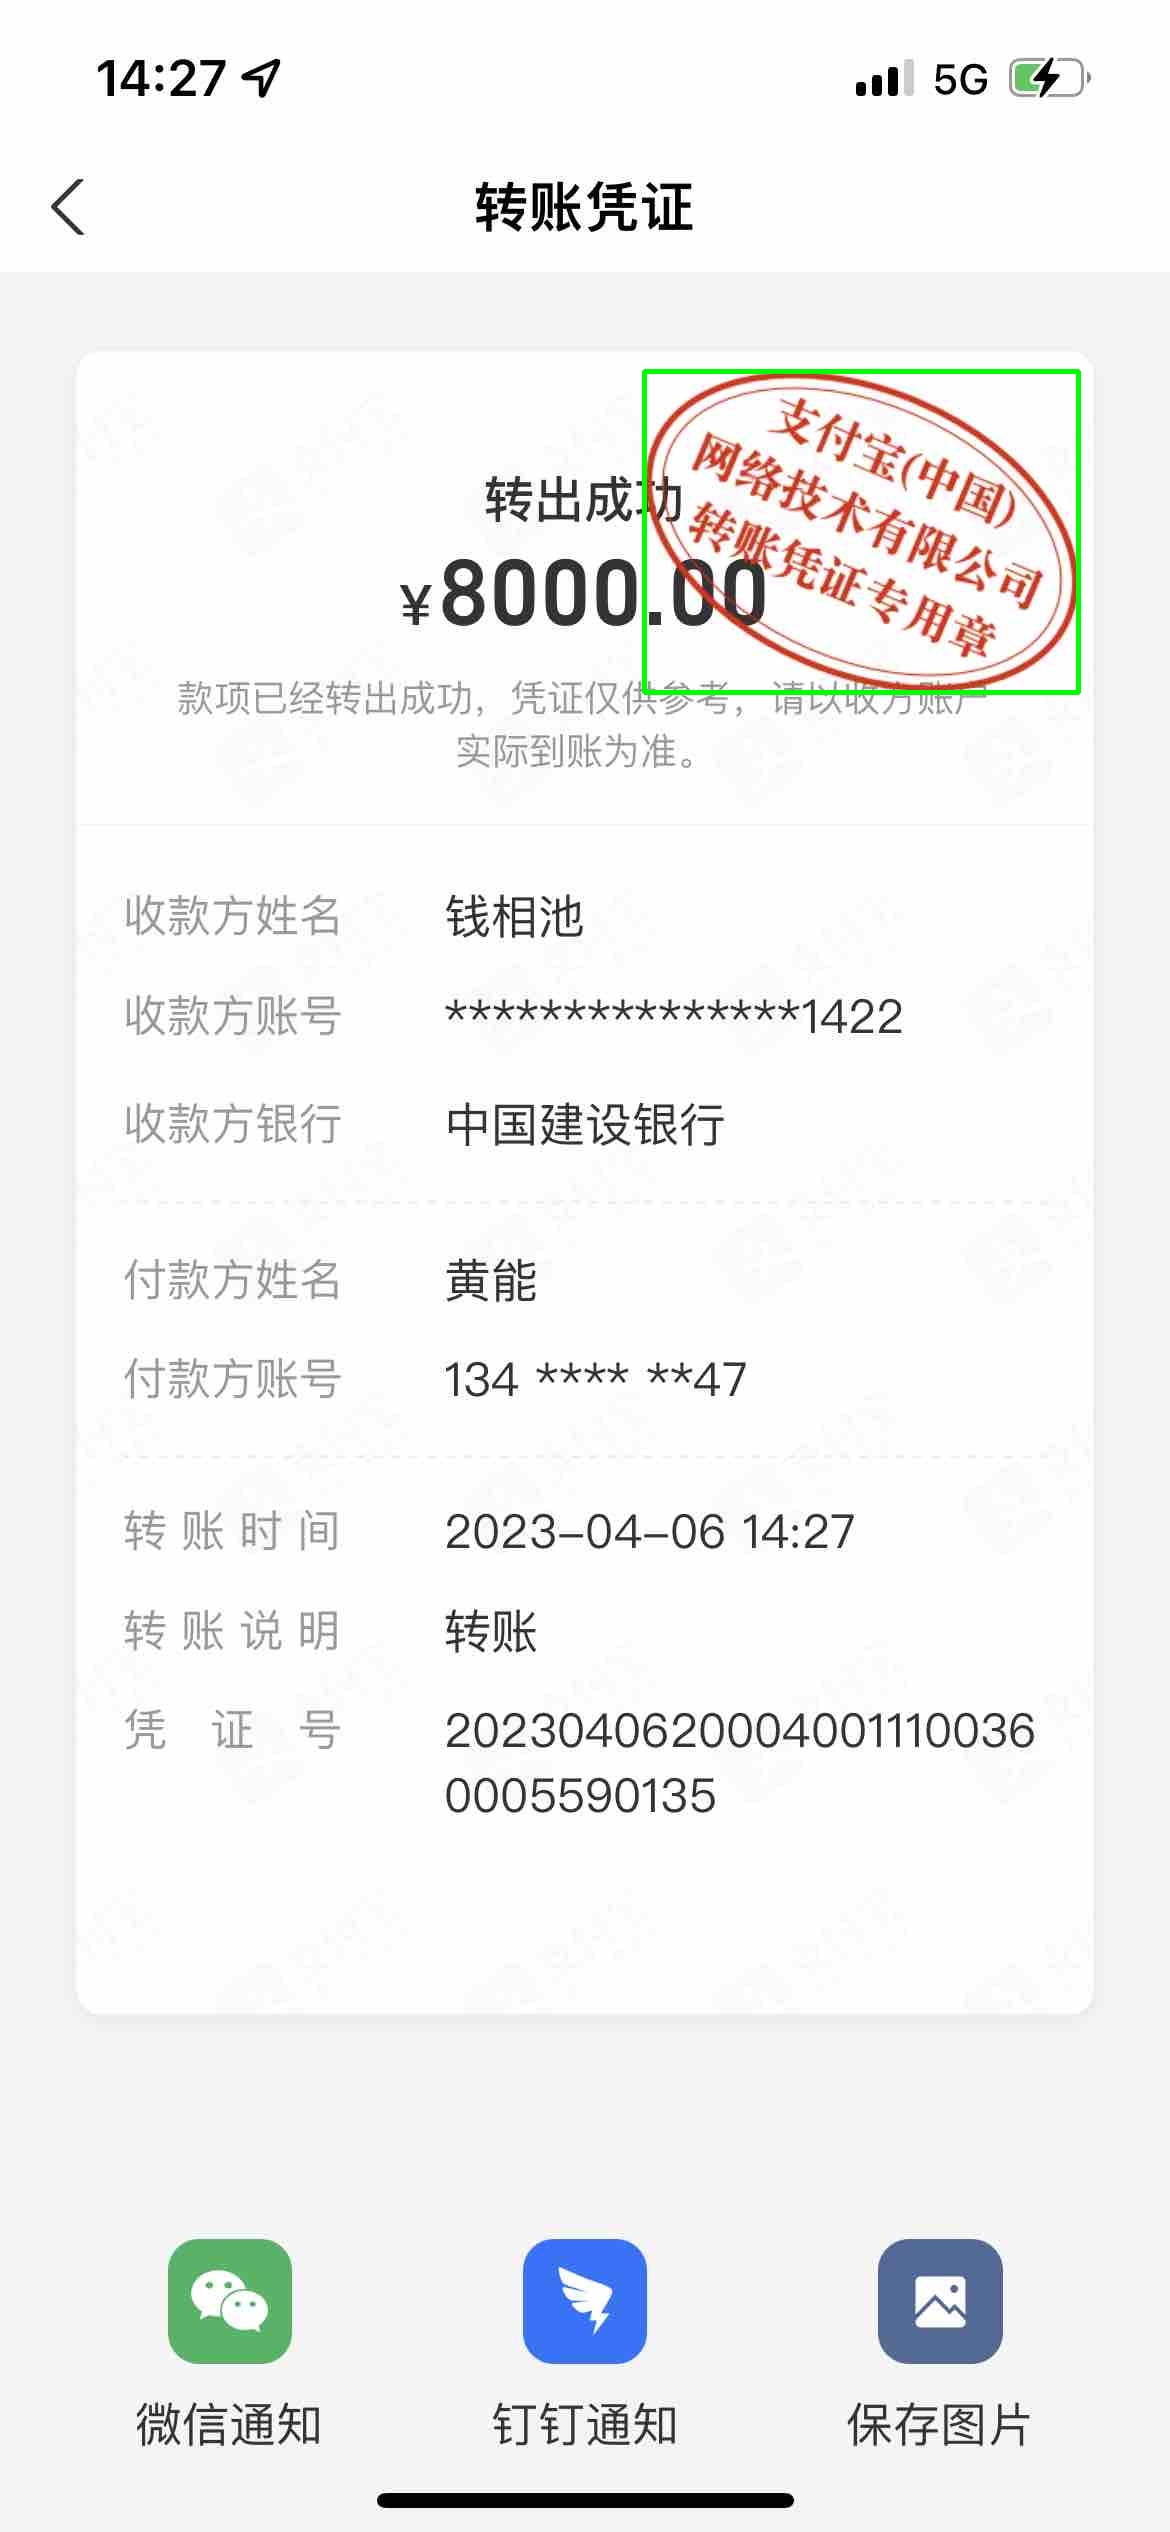 14:27
5G
转账凭证
支付宝(中国)
网络技术有限公司
转账凭证专用章
转出成功
¥8000.00
款项已经转出成功，凭证仅供参考，请以收方账户
实际到账为准。
收款方姓名 钱相池
收款方账号 ***************1422
收款方银行 中国建设银行
付款方姓名 黄能
付款方账号 134 **** **47
转账时间 2023-04-06 14:27
转账说明 转账
凭证号 2023040620004001110036
0005590135
微信通知 钉钉通知 保存图片